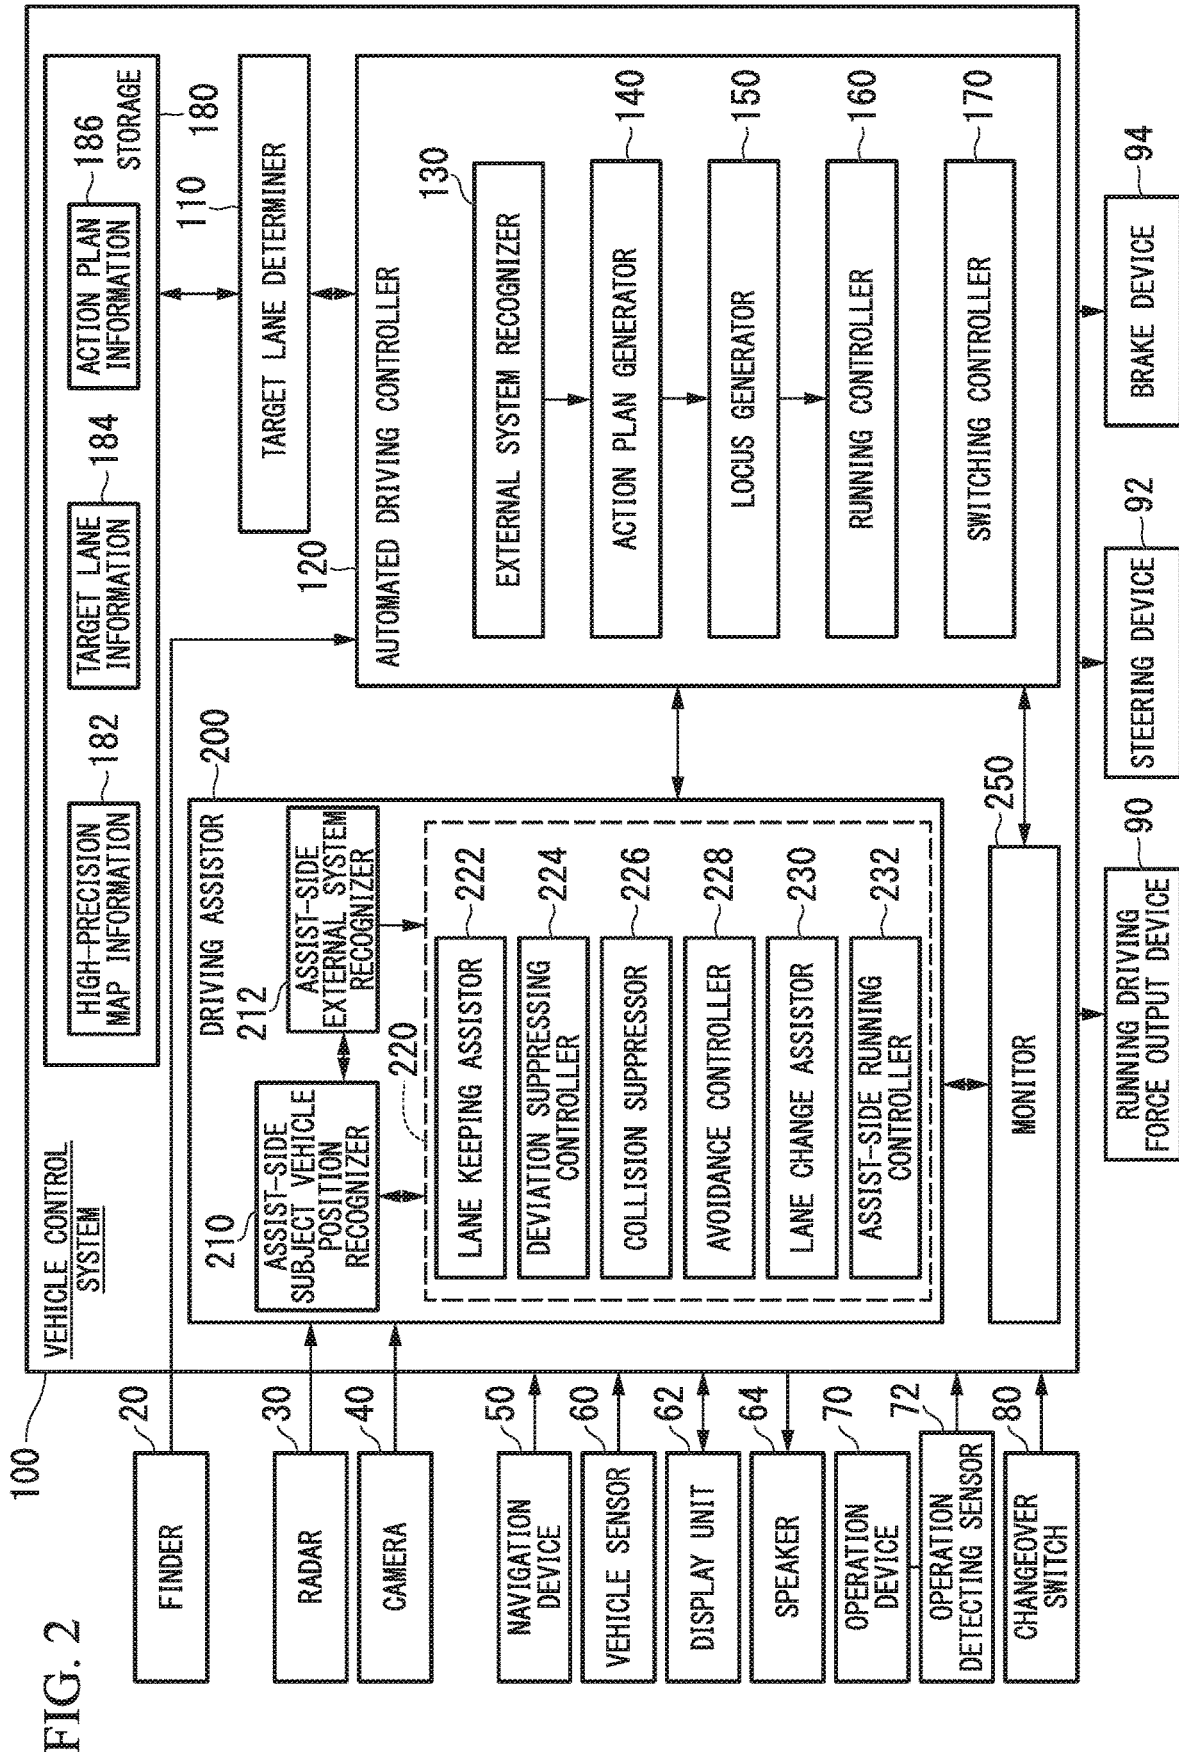 FIG. 2
100
VEHICLE CONTROL
SYSTEM
HIGH-PRECISION
MAP INFORMATION
182
TARGET LANE
INFORMATION
184
ACTION PLAN
INFORMATION
186
STORAGE
180
TARGET LANE DETERMINER
110
FINDER
20
RADAR
30
CAMERA
40
NAVIGATION
DEVICE
50
VEHICLE SENSOR
60
DISPLAY UNIT
62
SPEAKER
64
OPERATION
DEVICE
70
OPERATION
DETECTING SENSOR
72
CHANGEOVER
SWITCH
80
DRIVING ASSISTOR
200
210
ASSIST-SIDE
SUBJECT VEHICLE
POSITION
RECOGNIZER
212
ASSIST-SIDE
EXTERNAL SYSTEM
RECOGNIZER
220
LANE KEEPING ASSISTOR
222
DEVIATION SUPPRESSING
CONTROLLER
224
COLLISION SUPPRESSOR
226
AVOIDANCE CONTROLLER
228
LANE CHANGE ASSISTOR
230
ASSIST-SIDE RUNNING
CONTROLLER
232
MONITOR
250
120
AUTOMATED DRIVING CONTROLLER
EXTERNAL SYSTEM RECOGNIZER
130
ACTION PLAN GENERATOR
140
LOCUS GENERATOR
150
RUNNING CONTROLLER
160
SWITCHING CONTROLLER
170
RUNNING DRIVING
FORCE OUTPUT DEVICE
90
STEERING DEVICE
92
BRAKE DEVICE
94